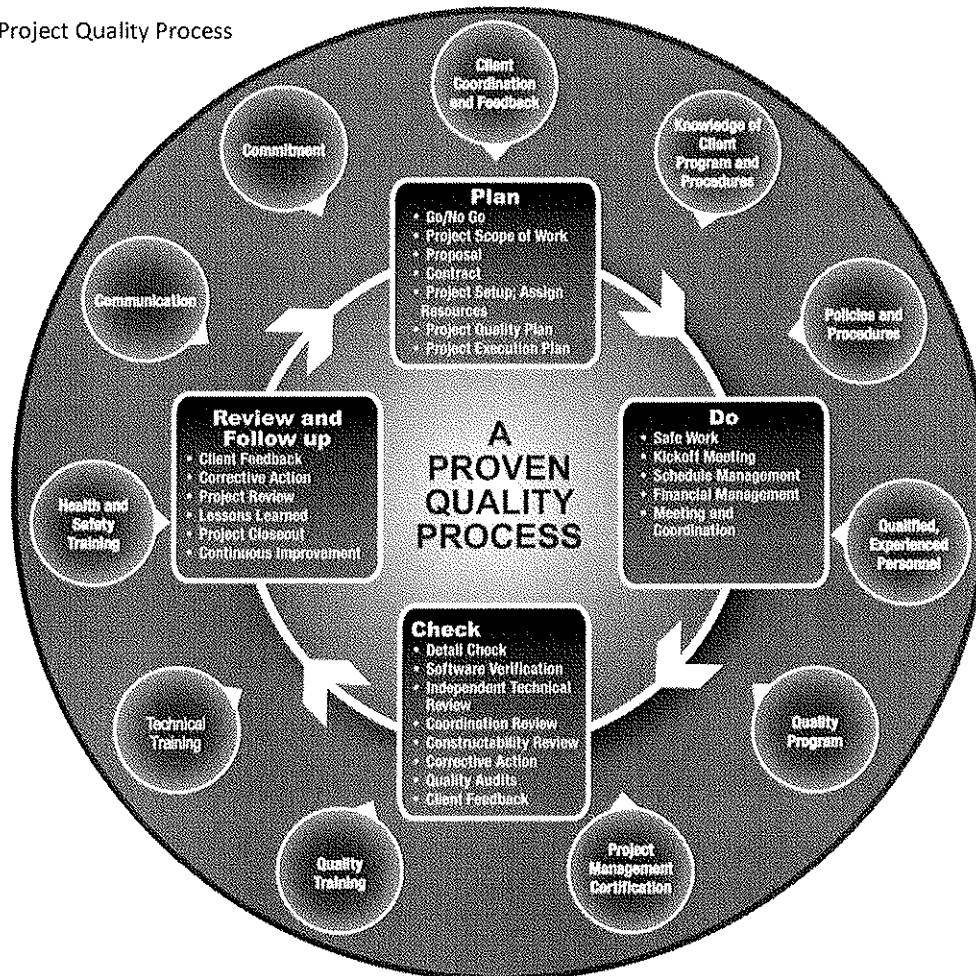 Project Quality Process
Client
Coordination
and Feedback
Knowledge of
Client
Program and
Procedures
Policies and
Procedures
Qualified,
Experienced
Personnel
Quality
Program
Project
Management
Certification
Quality
Training
Technical
Training
Health and
Safety
Training
Communication
Commitment
Plan
• Go/No Go
• Project Scope of Work
• Proposal
• Contract
• Project Setup; Assign
Resources
• Project Quality Plan
• Project Execution Plan
Do
• Safe Work
• Kickoff Meeting
• Schedule Management
• Financial Management
• Meeting and
Coordination
Check
• Detail Check
• Software Verification
• Independent Technical
Review
• Coordination Review
• Constructability Review
• Corrective Action
• Quality Audits
• Client Feedback
Review and
Follow up
• Client Feedback
• Corrective Action
• Project Review
• Lessons Learned
• Project Closeout
• Continuous Improvement
A
PROVEN
QUALITY
PROCESS